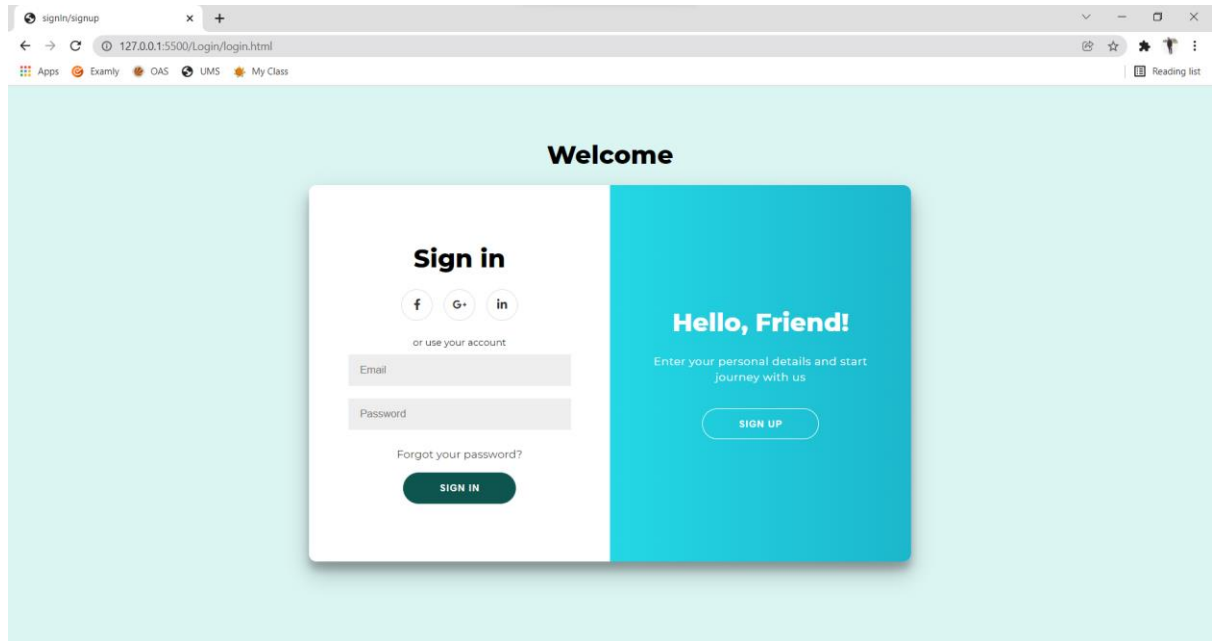 signIn/signup
127.0.0.1:5500/Login/login.html
Apps Examly OAS UMS My Class Reading list
Welcome
Sign in
f G+ in
or use your account
Email
Password
Forgot your password?
SIGN IN
Hello, Friend!
Enter your personal details and start
journey with us
SIGN UP